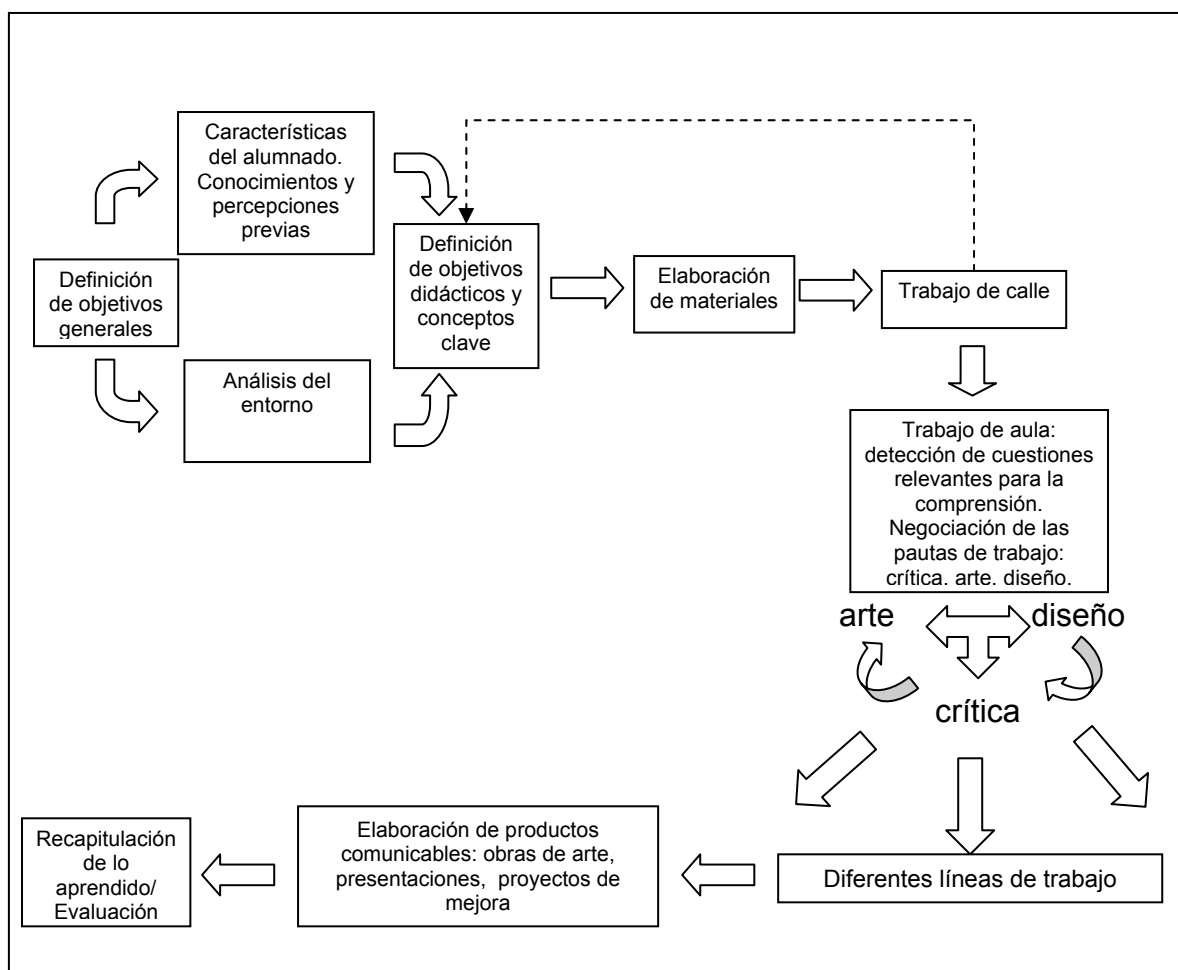 Características
del alumnado.
Conocimientos y
percepciones
previas
Definición
de objetivos
generales
Análisis del
entorno
Definición
de objetivos
didácticos y
conceptos
clave
Elaboración
de materiales
Trabajo de calle
Trabajo de aula:
detección de cuestiones
relevantes para la
comprensión.
Negociación de las
pautas de trabajo:
crítica, arte, diseño.
arte
diseño
crítica
Diferentes líneas de trabajo
Elaboración de productos
comunicables: obras de arte,
presentaciones, proyectos de
mejora
Recapitulación
de lo
aprendido/
Evaluación